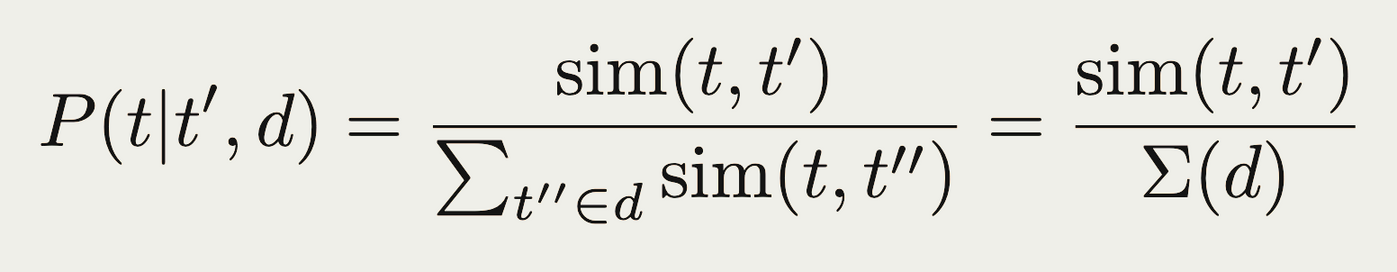 P(t|t′, d) = sim(t, t′) / ∑_{t″∈d} sim(t, t″) = sim(t, t′) / Σ(d)